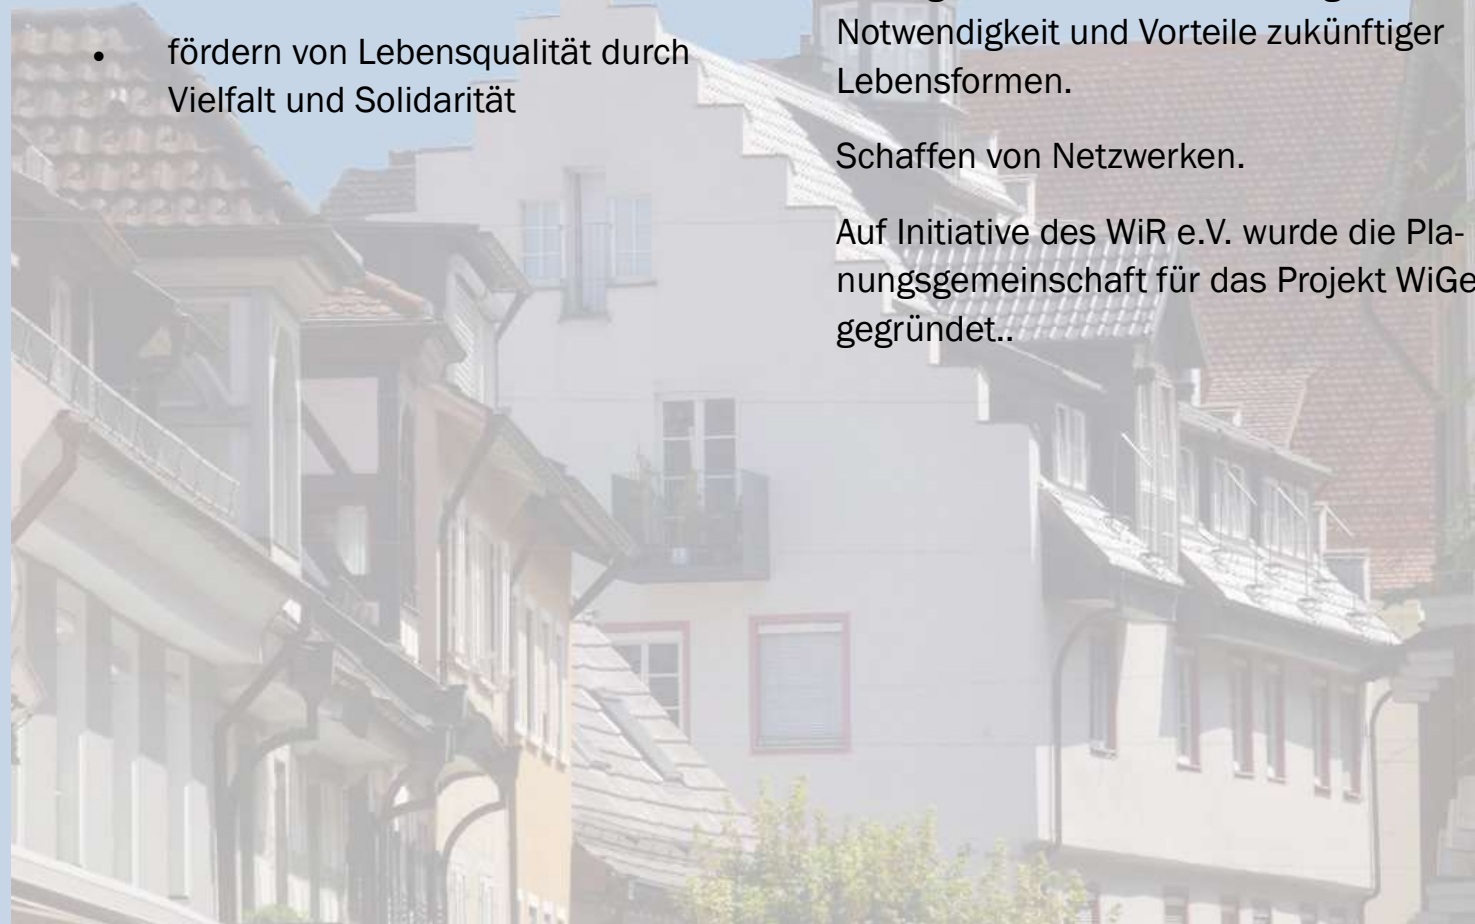 • fördern von Lebensqualität durch
Vielfalt und Solidarität
Notwendigkeit und Vorteile zukünftiger
Lebensformen.
Schaffen von Netzwerken.
Auf Initiative des WiR e.V. wurde die Pla-
nungsgemeinschaft für das Projekt WiGe
gegründet..